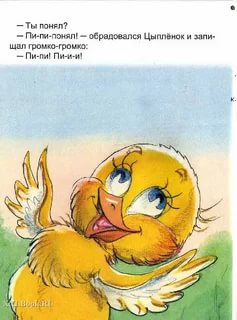 — Ты понял?
— Пи-пи-понял! — обрадовался Цыплёнок и запи-
щал громко-громко:
— Пи-пи! Пи-и-и!